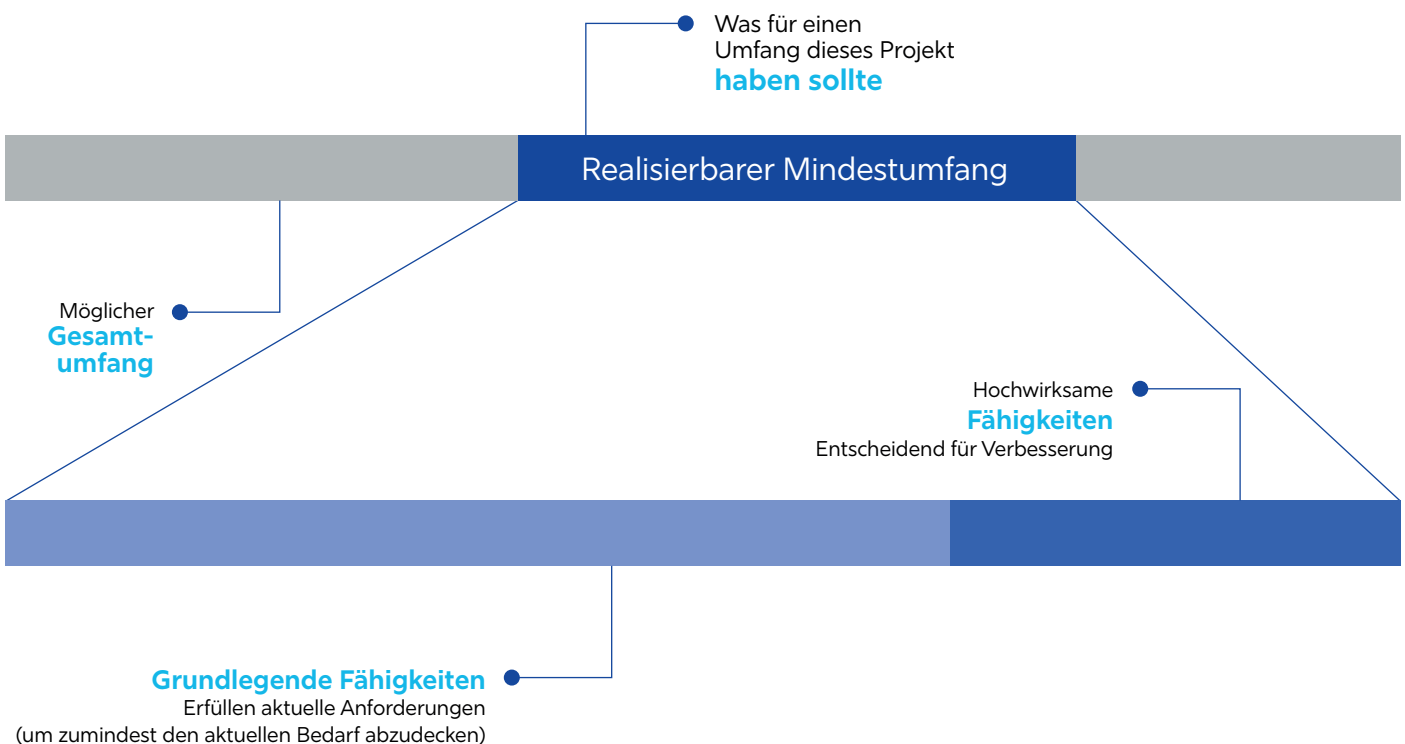 Was für einen
Umfang dieses Projekt
haben sollte
Realisierbarer Mindestumfang
Möglicher
Gesamt-
umfang
Hochwirksame
Fähigkeiten
Entscheidend für Verbesserung
Grundlegende Fähigkeiten
Erfüllen aktuelle Anforderungen
(um zumindest den aktuellen Bedarf abzudecken)